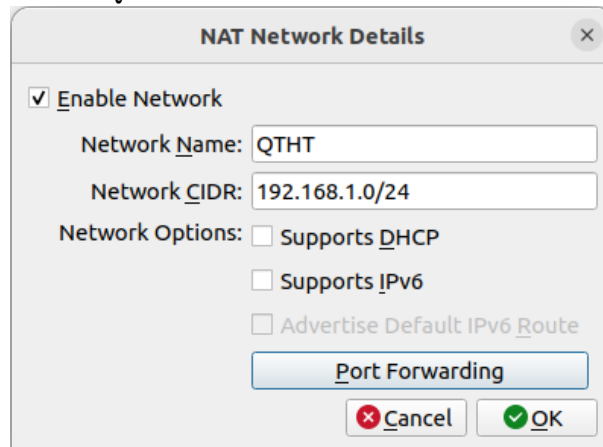 NAT Network Details
Enable Network
Network Name: QTHT
Network CIDR: 192.168.1.0/24
Network Options: Supports DHCP
Supports IPv6
Advertise Default IPv6 Route
Port Forwarding
Cancel OK